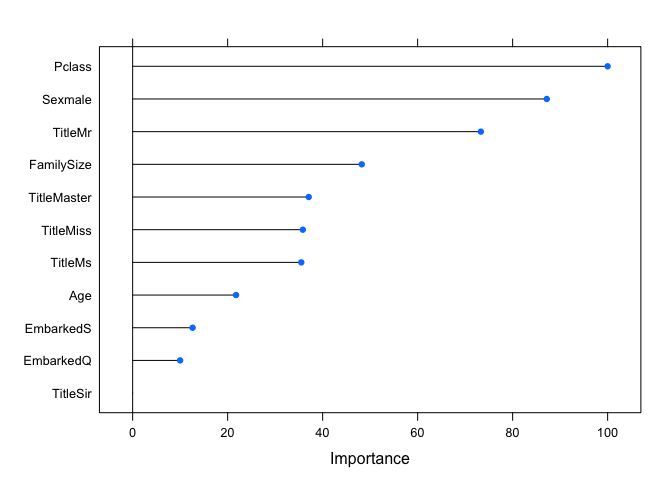 Pclass
Sexmale
TitleMr
FamilySize
TitleMaster
TitleMiss
TitleMs
Age
EmbarkedS
EmbarkedQ
TitleSir
0 20 40 60 80 100
Importance